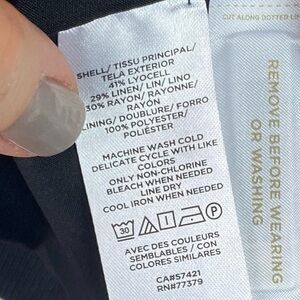 SHELL/ TISSU PRINCIPAL/
TELA EXTERIOR
41% LYOCELL
29% LINEN/ LIN/ LINO
30% RAYON/ RAYONNE/
RAYÓN
LINING/ DOUBLURE/ FORRO
100% POLYESTER/
POLIÉSTER
MACHINE WASH COLD
DELICATE CYCLE WITH LIKE
COLORS
ONLY NON-CHLORINE
BLEACH WHEN NEEDED
LINE DRY
COOL IRON WHEN NEEDED
30
P
AVEC DES COULEURS
SEMBLABLES / CON
COLORES SIMILARES
CA#57421
RN#77379
CUT ALONG DOTTED
REMOVE BEFORE WEARING
OR WASHING